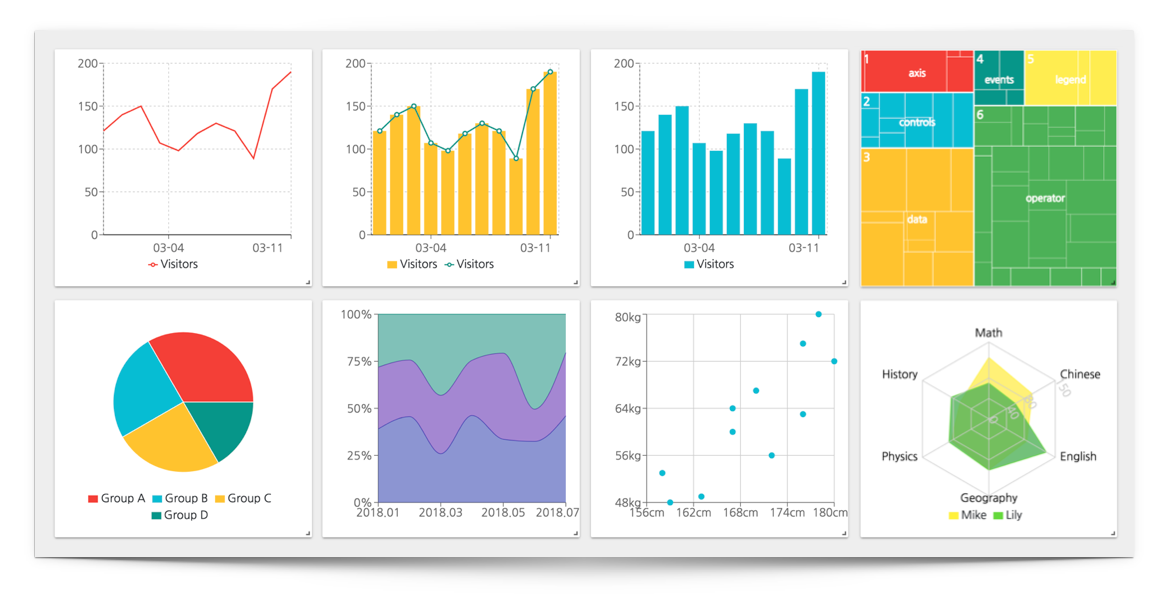 200
150
100
50
0
03-04 03-11
Visitors
200
150
100
50
0
03-04 03-11
Visitors Visitors
200
150
100
50
0
03-04 03-11
Visitors
1 4 5
axis events legend
2
controls
6
3
operator
data
Group A Group B Group C
Group D
100%
75%
50%
25%
0%
2018.01 2018.03 2018.05 2018.07
80kg
72kg
64kg
56kg
48kg
156cm 162cm 168cm 174cm 180cm
Math
History Chinese
50
Physics English
Geography
Mike Lily